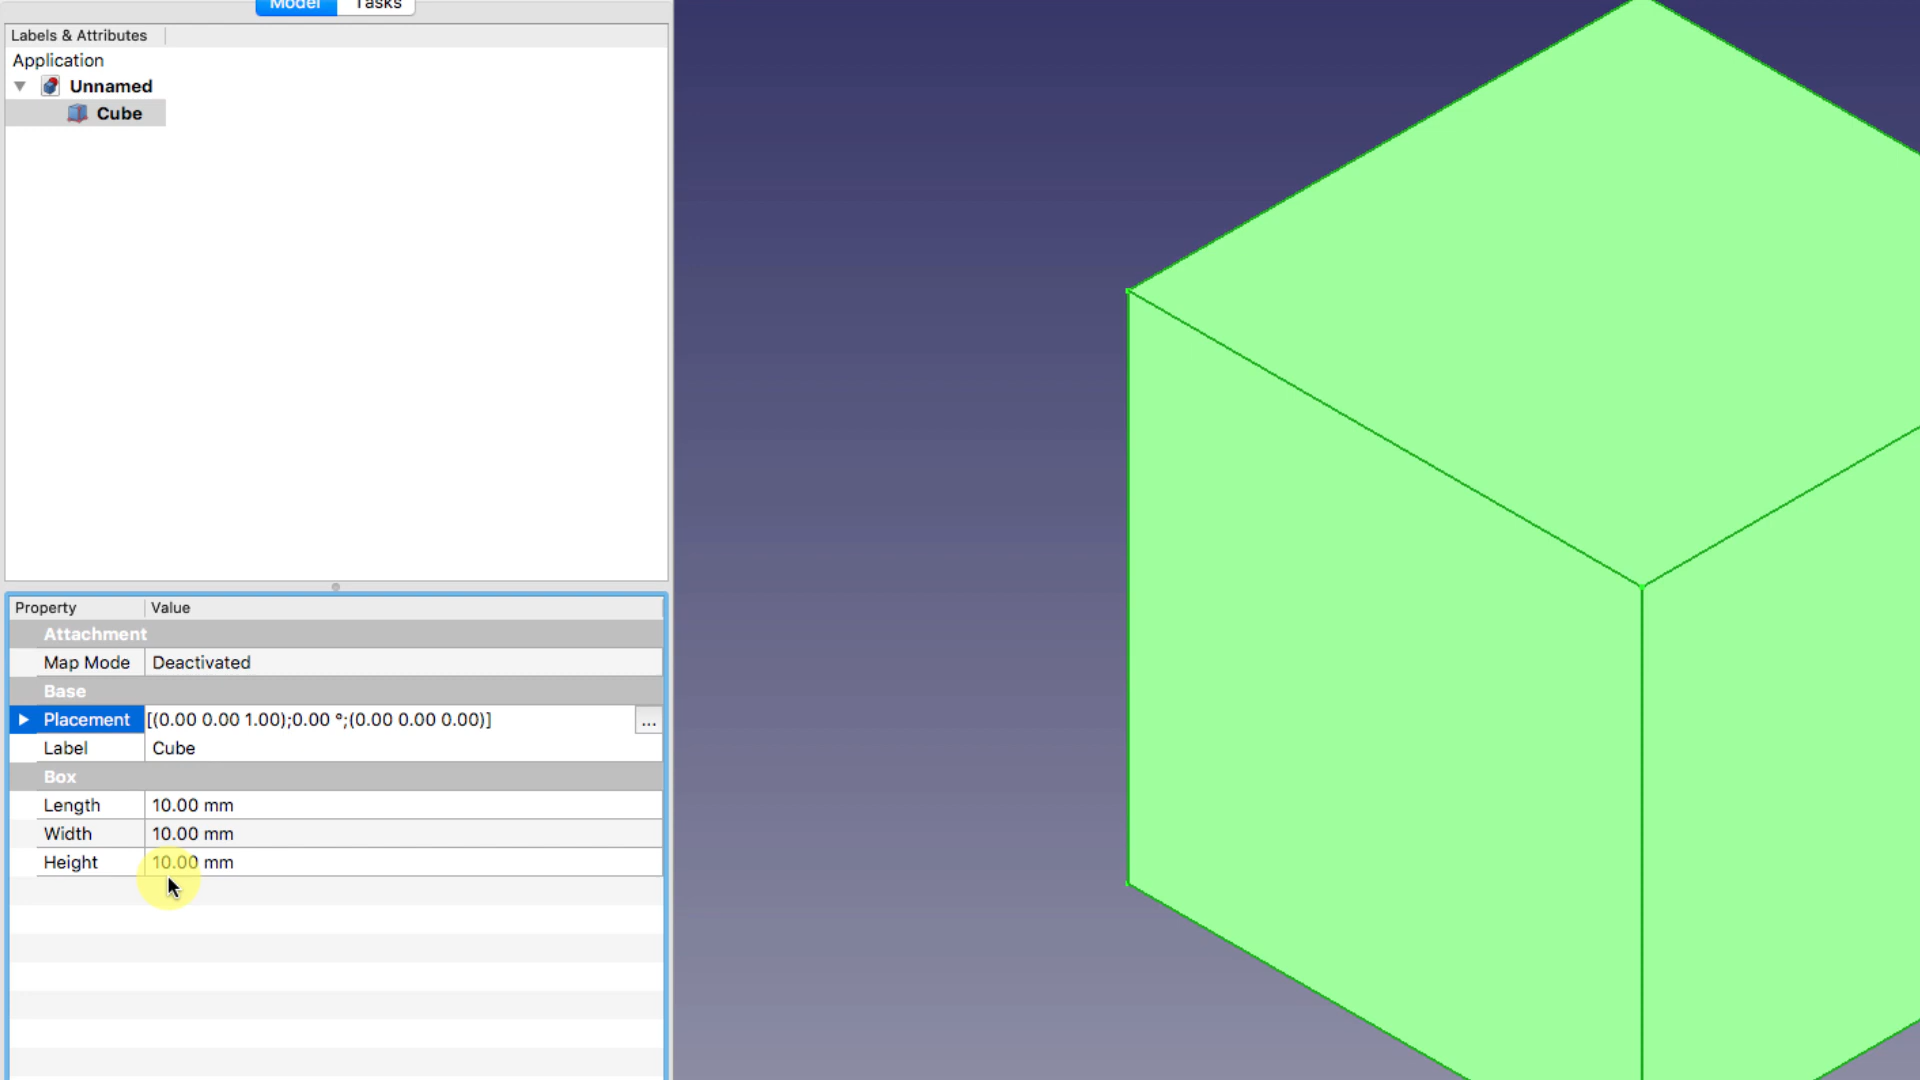 Model Tasks
Labels & Attributes
Application
Unnamed
Cube
Property Value
Attachment
Map Mode Deactivated
Base
Placement [(0.00 0.00 1.00);0.00 °;(0.00 0.00 0.00)] ...
Label Cube
Box
Length 10.00 mm
Width 10.00 mm
Height 10.00 mm